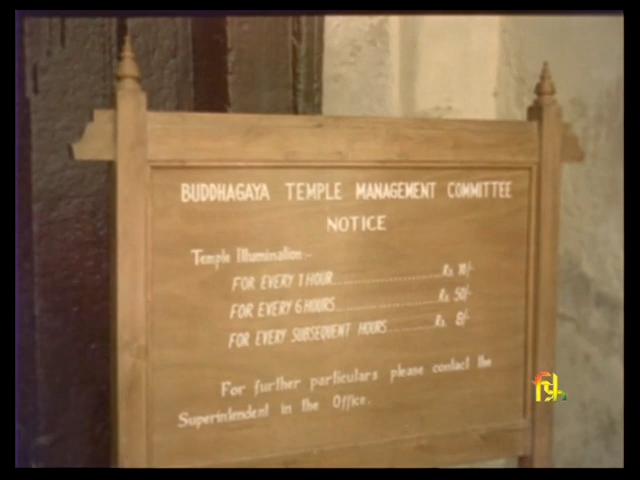 BUDDHAGAYA TEMPLE MANAGEMENT COMMITTEE
NOTICE
Temple Illumination:-
FOR EVERY 1 HOUR........................Rs. 10/-
FOR EVERY 6 HOURS......................Rs. 50/-
FOR EVERY SUBSEQUENT HOURS..........Rs. 8/-
For further particulars please contact the
Superintendent in the Office.